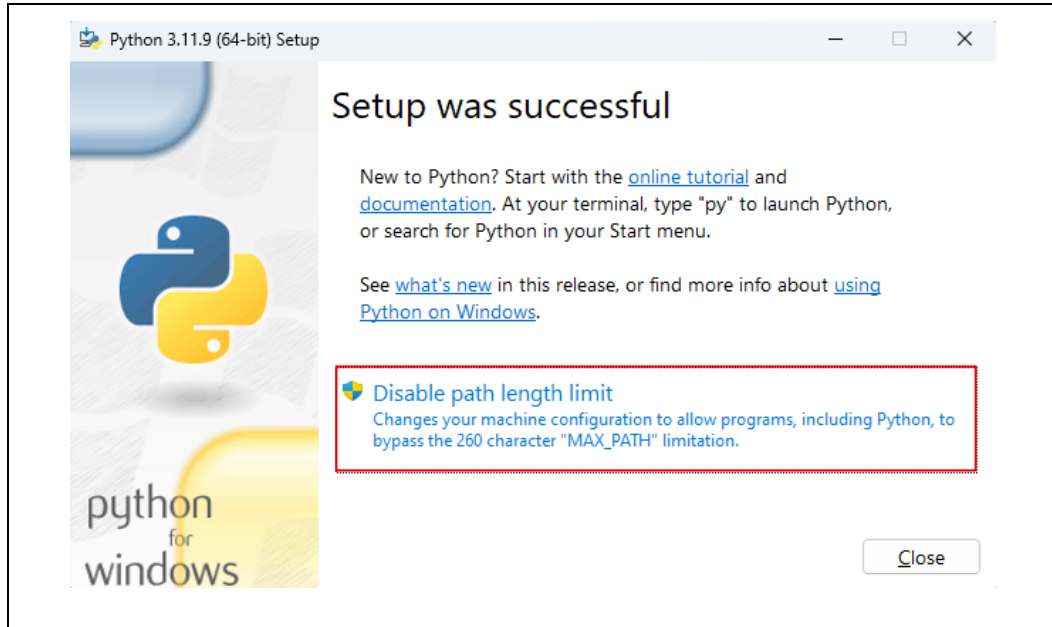 Python 3.11.9 (64-bit) Setup
Setup was successful
New to Python? Start with the online tutorial and
documentation. At your terminal, type "py" to launch Python,
or search for Python in your Start menu.
See what's new in this release, or find more info about using
Python on Windows.
Disable path length limit
Changes your machine configuration to allow programs, including Python, to
bypass the 260 character "MAX_PATH" limitation.
python
for
windows
Close